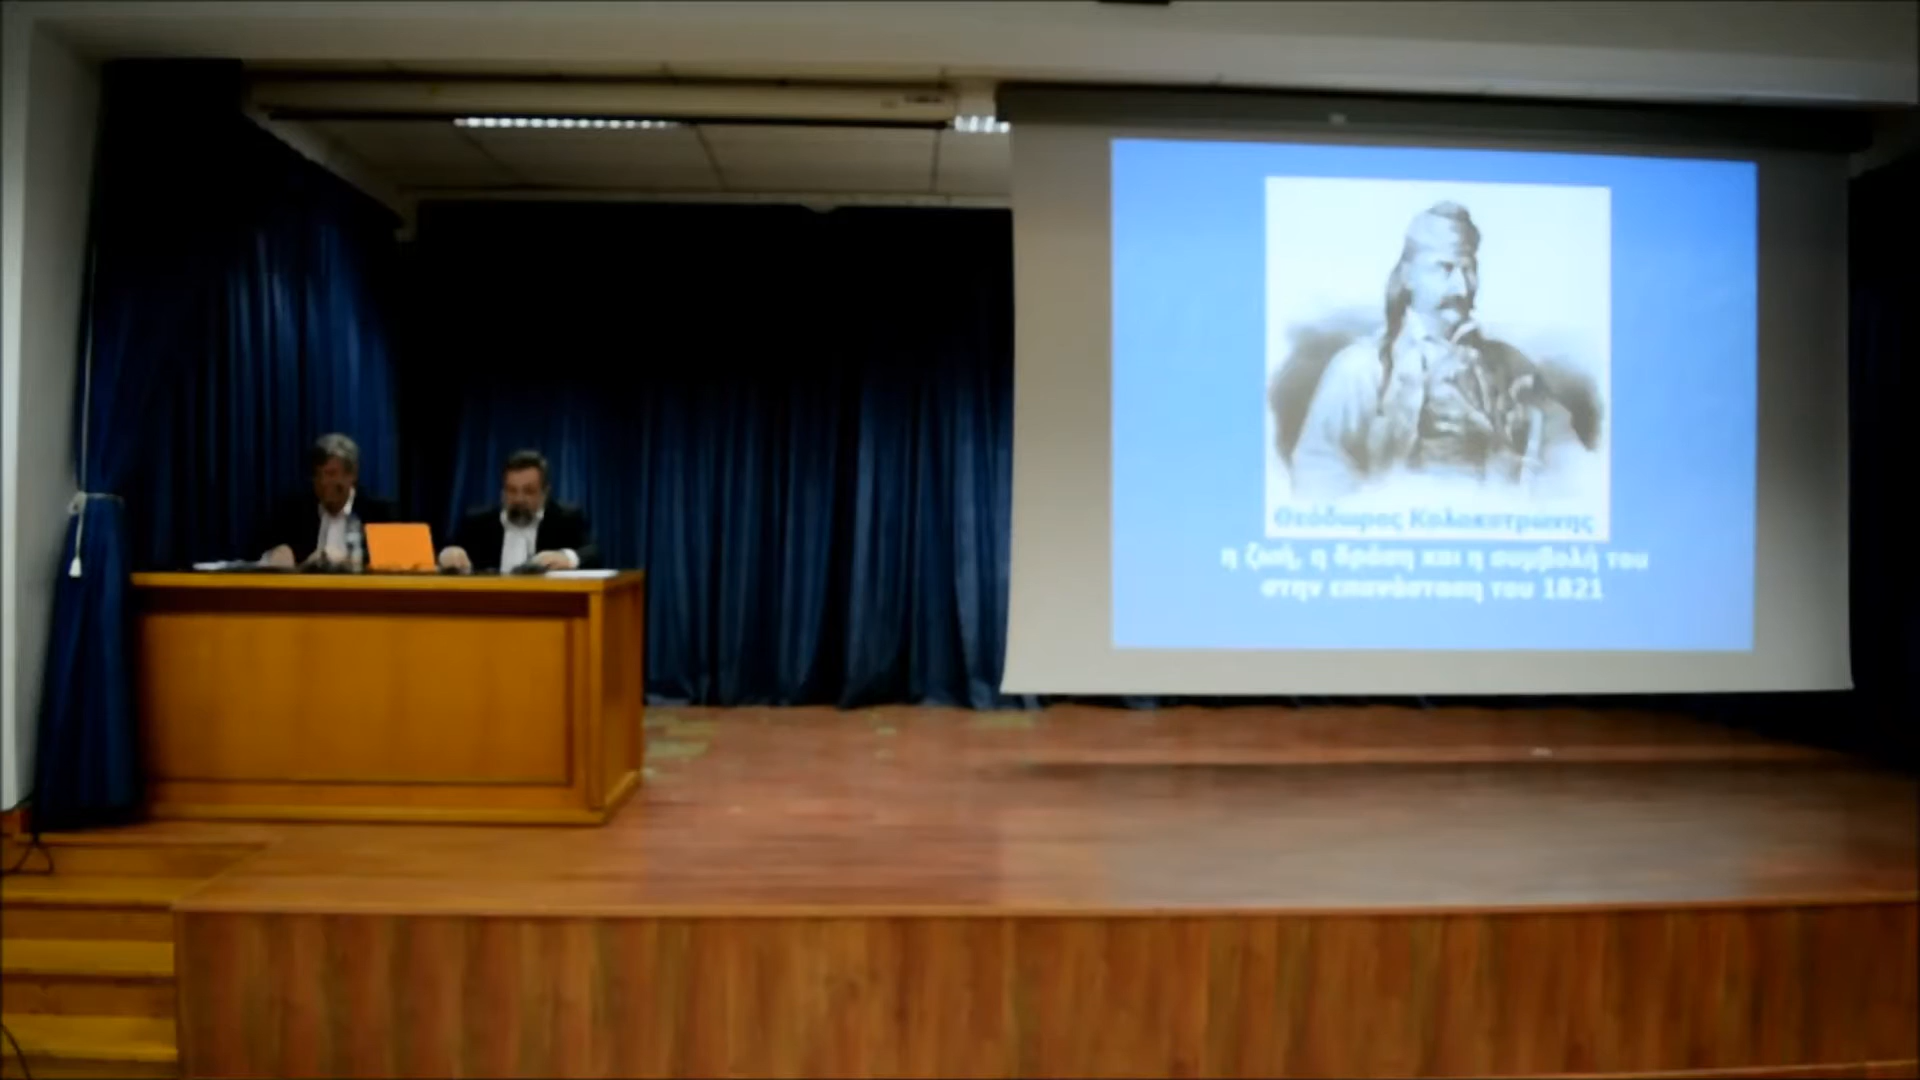 Θεόδωρος Κολοκοτρώνης
η ζωή, η δράση και η συμβολή του
στην επανάσταση του 1821